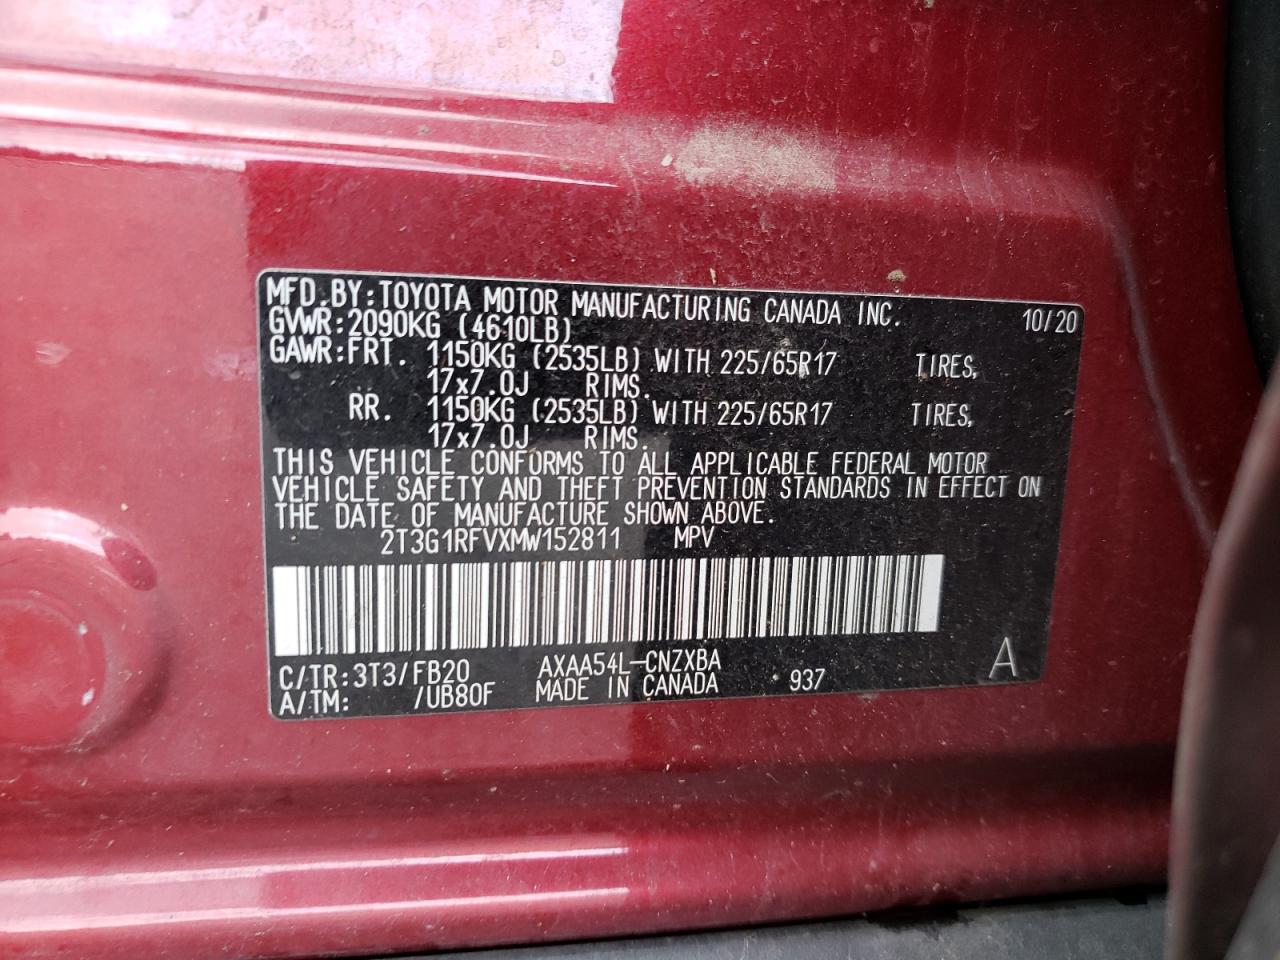 MFD.BY:TOYOTA MOTOR MANUFACTURING CANADA INC. 10/20
GVWR:2090KG (4610LB)
GAWR:FRT. 1150KG (2535LB) WITH 225/65R17 TIRES,
17x7.0J RIMS.
RR. 1150KG (2535LB) WITH 225/65R17 TIRES,
17x7.0J RIMS.
THIS VEHICLE CONFORMS TO ALL APPLICABLE FEDERAL MOTOR
VEHICLE SAFETY AND THEFT PREVENTION STANDARDS IN EFFECT ON
THE DATE OF MANUFACTURE SHOWN ABOVE.
2T3G1RFVXMW152811 MPV
C/TR:3T3/FB20 AXAA54L-CNZXBA A
A/TM: /UB80F MADE IN CANADA 937